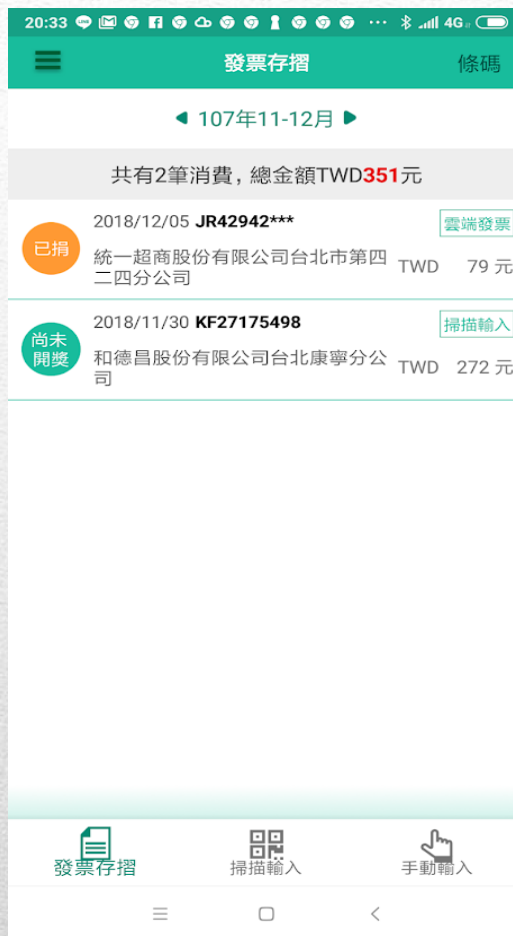 20:33 4G
發票存摺 條碼
107年11-12月
共有2筆消費, 總金額TWD351元
已捐
2018/12/05 JR42942***
雲端發票
統一超商股份有限公司台北市第四
二四分公司
TWD 79 元
尚未
開獎
2018/11/30 KF27175498
掃描輸入
和德昌股份有限公司台北康寧分公
司
TWD 272 元
發票存摺 掃描輸入 手動輸入